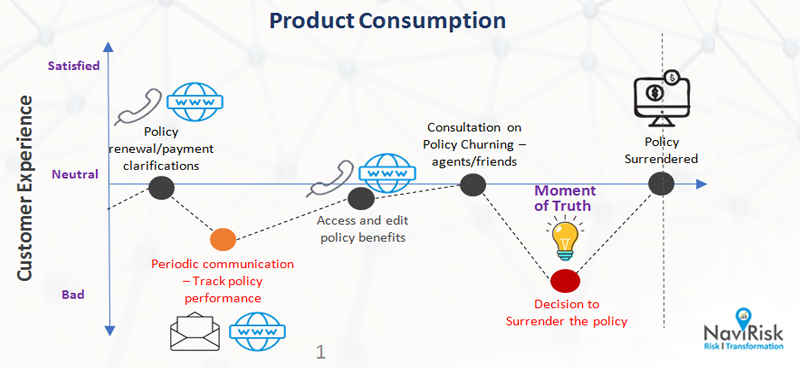 Product Consumption
Satisfied
Customer Experience
Neutral
Bad
www
Policy
renewal/payment
clarifications
Periodic communication
– Track policy
performance
www
www
Access and edit
policy benefits
Consultation on
Policy Churning –
agents/friends
Moment
of Truth
Decision to
Surrender the policy
$
$
Policy
Surrendered
1
NaviRisk
Risk | Transformation